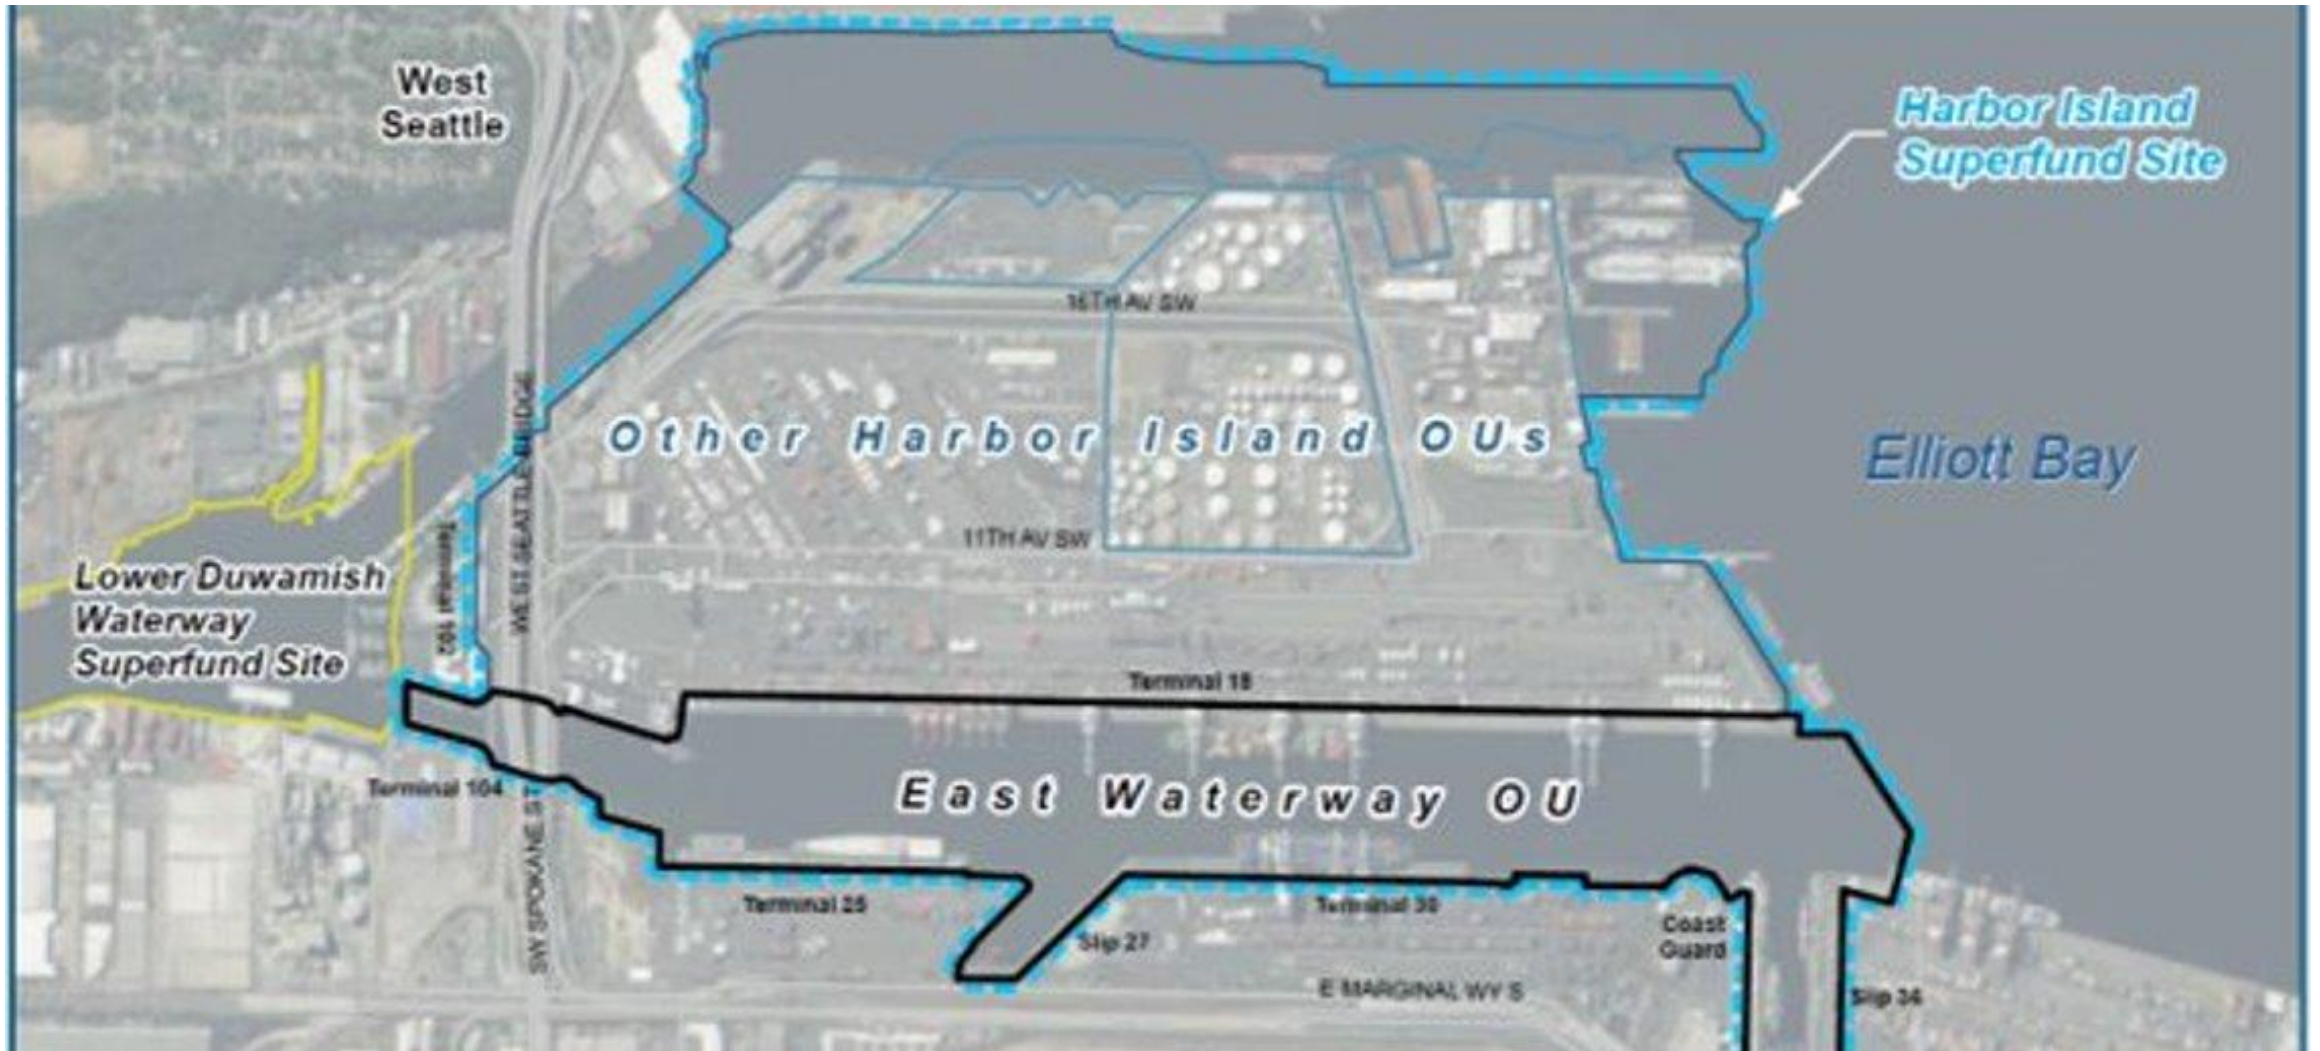 West
Seattle
Harbor Island
Superfund Site
16TH AV SW
WEST SEATTLE BRIDGE
Other Harbor Island OUs
Elliott Bay
11TH AV SW
Terminal 102
Lower Duwamish
Waterway
Superfund Site
Terminal 18
Terminal 104
East Waterway OU
SW SPOKANE ST
Terminal 25
Terminal 30
Slip 27
Coast
Guard
E MARGINAL WY S
Slip 36